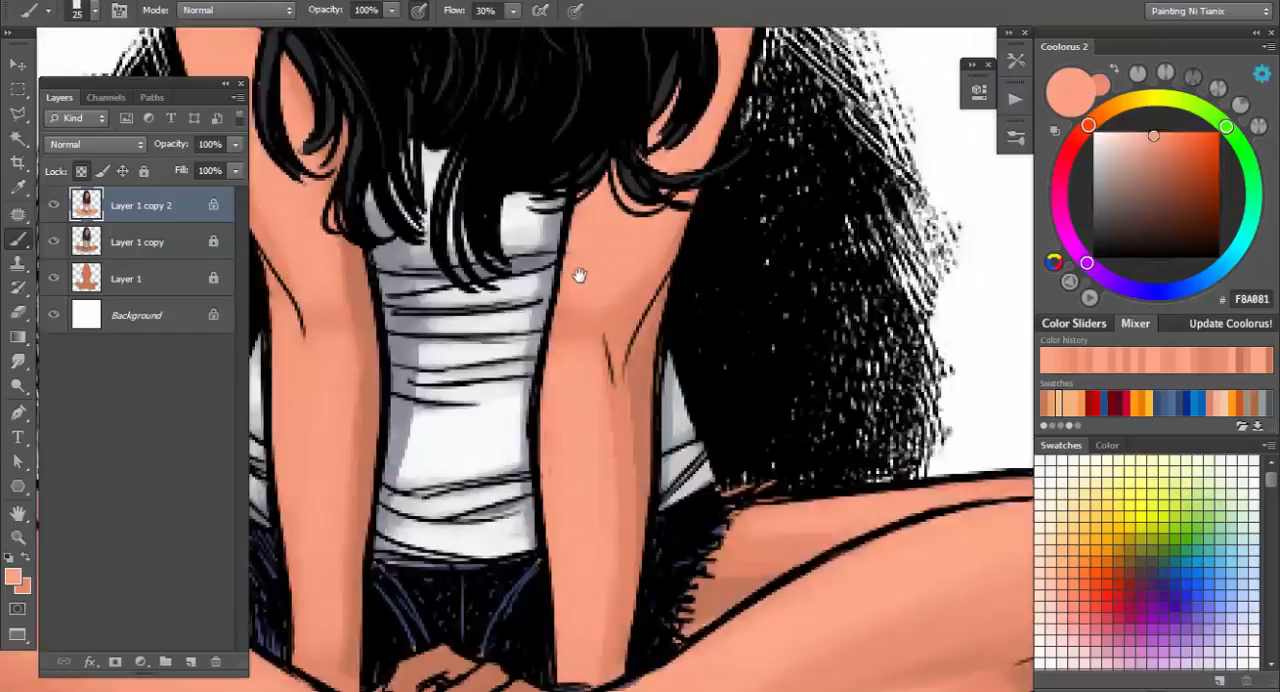 25 Mode: Normal Opacity: 100% Flow: 30% Painting Ni Tianix
Coolorus 2
Layers Channels Paths
Kind
Normal Opacity: 100%
Lock: Fill: 100%
Layer 1 copy 2
Layer 1 copy
Layer 1
Background
# F8A081
Color Sliders Mixer Update Coolorus!
Color history
Swatches
Swatches Color
fx